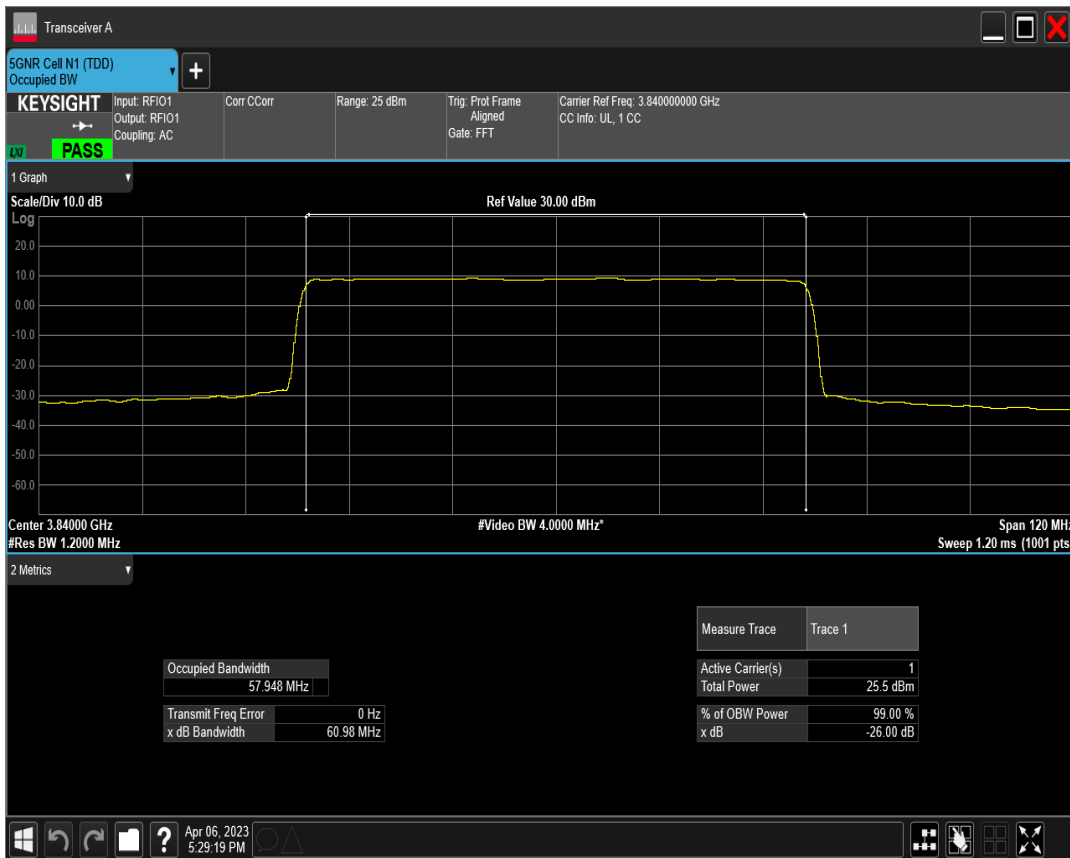 Transceiver A
5GNR Cell N1 (TDD)
Occupied BW
KEYSIGHT
LXI
PASS
Input: RFIO1
Output: RFIO1
Coupling: AC
Corr CCorr
Range: 25 dBm
Trig: Prot Frame
Aligned
Gate: FFT
Carrier Ref Freq: 3.840000000 GHz
CC Info: UL, 1 CC
1 Graph
Scale/Div 10.0 dB
Ref Value 30.00 dBm
Log
20.0
10.0
0.00
-10.0
-20.0
-30.0
-40.0
-50.0
-60.0
Center 3.84000 GHz
#Video BW 4.0000 MHz*
Span 120 MHz
#Res BW 1.2000 MHz
Sweep 1.20 ms (1001 pts
2 Metrics
Measure Trace Trace 1
Occupied Bandwidth
57.948 MHz
Active Carrier(s) 1
Total Power 25.5 dBm
Transmit Freq Error 0 Hz
x dB Bandwidth 60.98 MHz
% of OBW Power 99.00 %
x dB -26.00 dB
?
Apr 06, 2023
5:29:19 PM